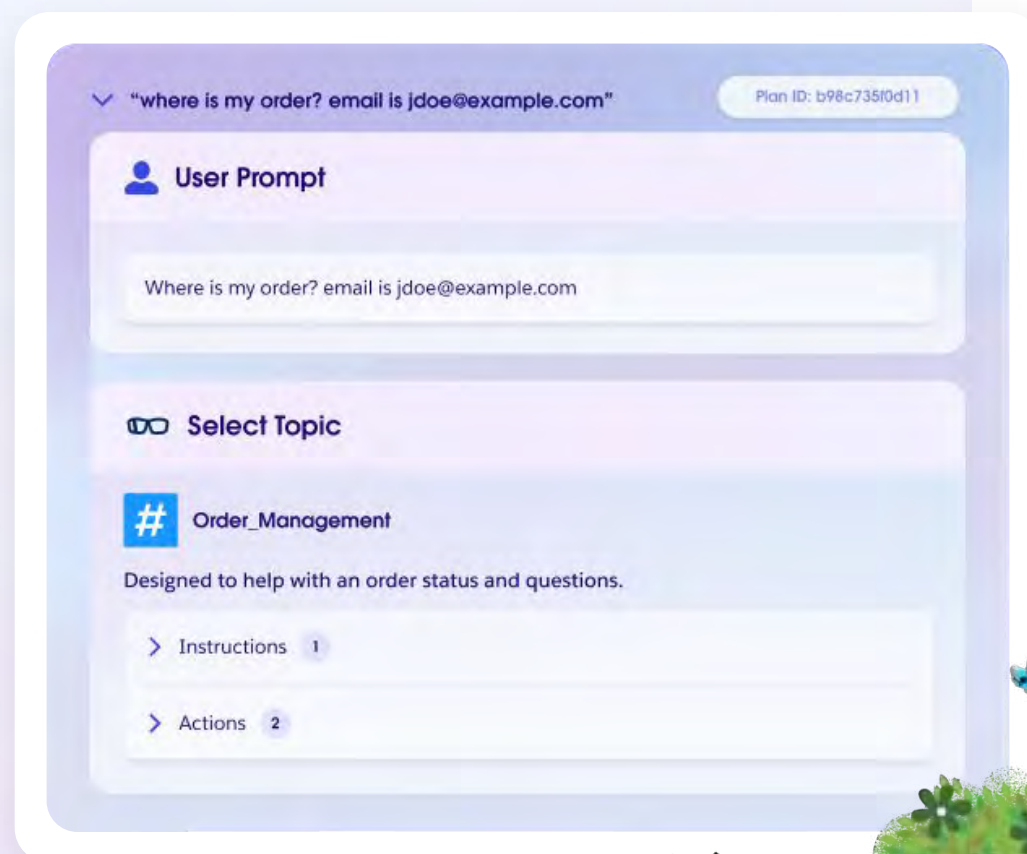 “where is my order? email is jdoe@example.com”
Plan ID: b98c735f0d11
User Prompt
Where is my order? email is jdoe@example.com
Select Topic
# Order_Management
Designed to help with an order status and questions.
Instructions 1
Actions 2